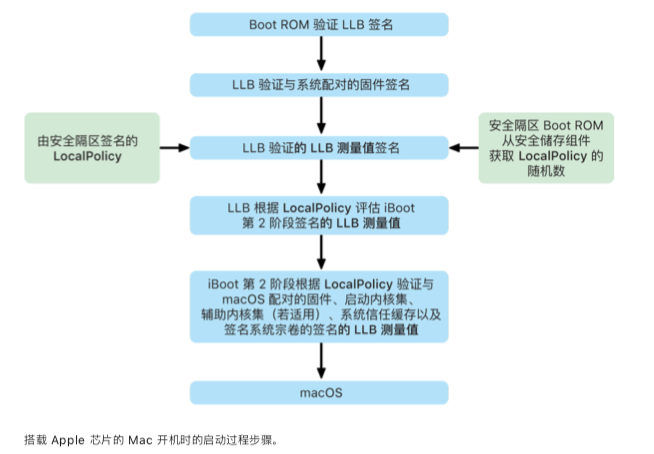 Boot ROM 验证 LLB 签名
LLB 验证与系统配对的固件签名
由安全隔区签名的
LocalPolicy
LLB 验证的 LLB 测量值签名
安全隔区 Boot ROM
从安全储存组件
获取 LocalPolicy 的
随机数
LLB 根据 LocalPolicy 评估 iBoot
第 2 阶段签名的 LLB 测量值
iBoot 第 2 阶段根据 LocalPolicy 验证与
macOS 配对的固件、启动内核集、
辅助内核集（如适用）、系统信任缓存以及
签名系统宗卷的签名的 LLB 测量值
macOS
搭载 Apple 芯片的 Mac 开机时的启动过程步骤。